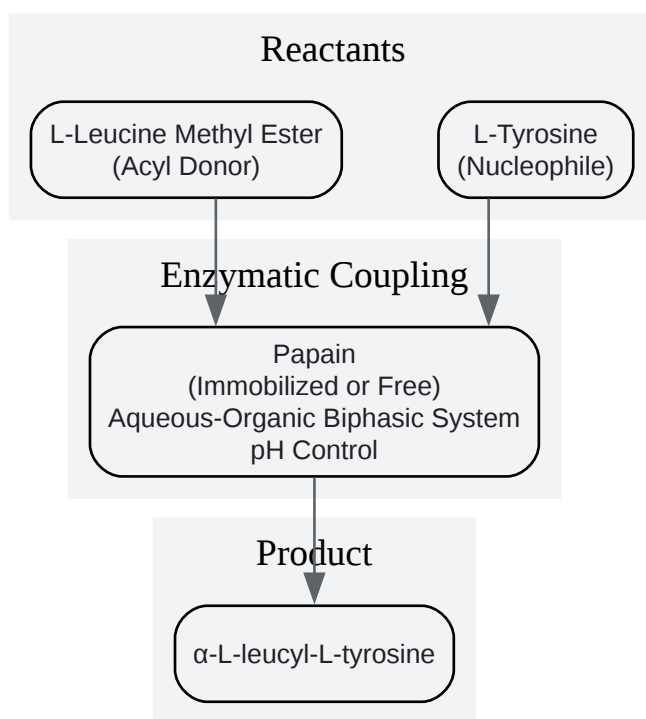 Reactants
L-Leucine Methyl Ester
(Acyl Donor)
L-Tyrosine
(Nucleophile)
Enzymatic Coupling
Papain
(Immobilized or Free)
Aqueous-Organic Biphasic System
pH Control
Product
α-L-leucyl-L-tyrosine